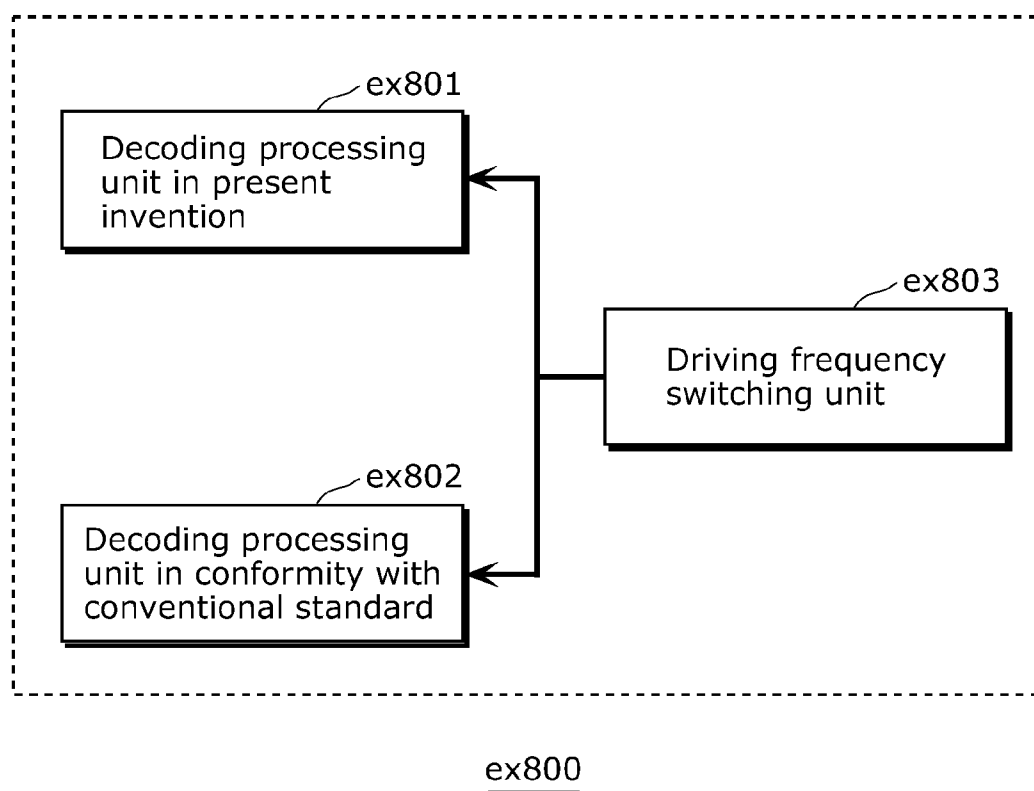 ex801
Decoding processing
unit in present
invention
ex803
Driving frequency
switching unit
ex802
Decoding processing
unit in conformity with
conventional standard
ex800